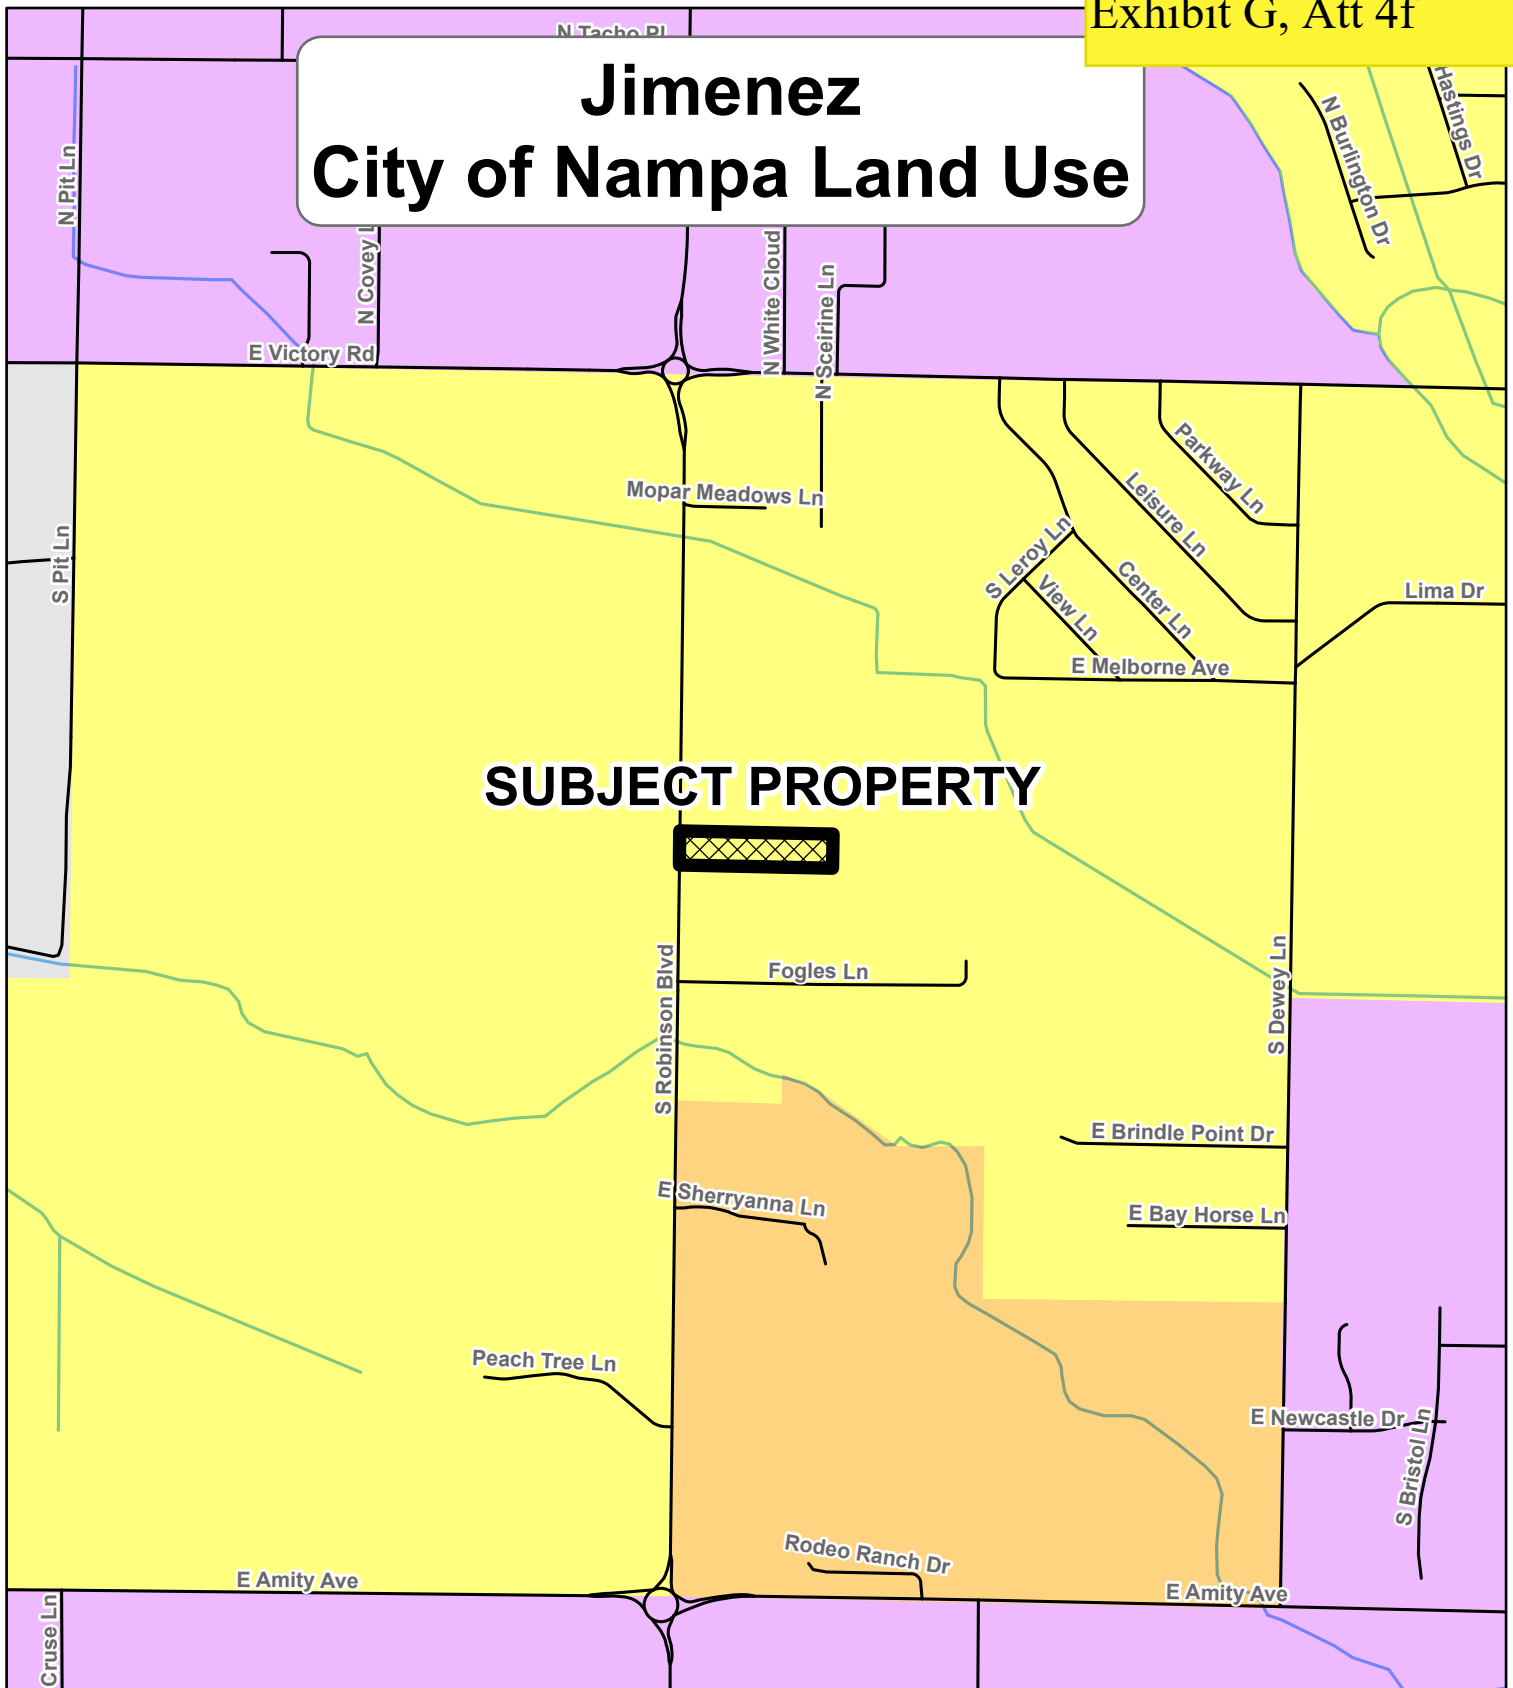 Exhibit G, Att 4f
N Tacho Pl
Jimenez
City of Nampa Land Use
N Burlington Dr
Hastings Dr
N Pit Ln
N Covey L
N White Cloud
N Sceirine Ln
E Victory Rd
Parkway Ln
Mopar Meadows Ln
Leisure Ln
S Pit Ln
S Leroy Ln
View Ln
Center Ln
Lima Dr
E Melborne Ave
SUBJECT PROPERTY
S Robinson Blvd
Fogles Ln
S Dewey Ln
E Brindle Point Dr
E Sherryanna Ln
E Bay Horse Ln
Peach Tree Ln
E Newcastle Dr
S Bristol Ln
Rodeo Ranch Dr
E Amity Ave
E Amity Ave
Cruse Ln